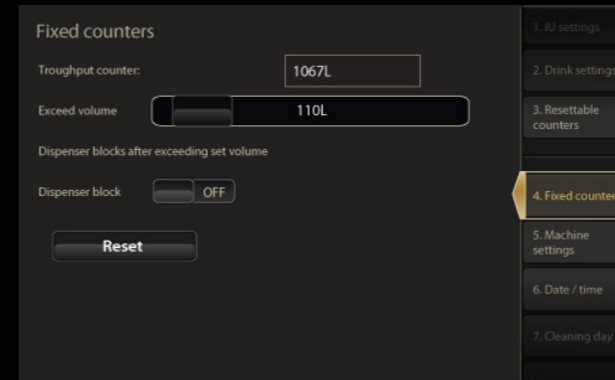 Fixed counters
Troughput counter:
1067L
Exceed volume
110L
Dispenser blocks after exceeding set volume
Dispenser block
OFF
Reset
1. IU settings
2. Drink settings
3. Resettable
counters
4. Fixed counter
5. Machine
settings
6. Date / time
7. Cleaning day